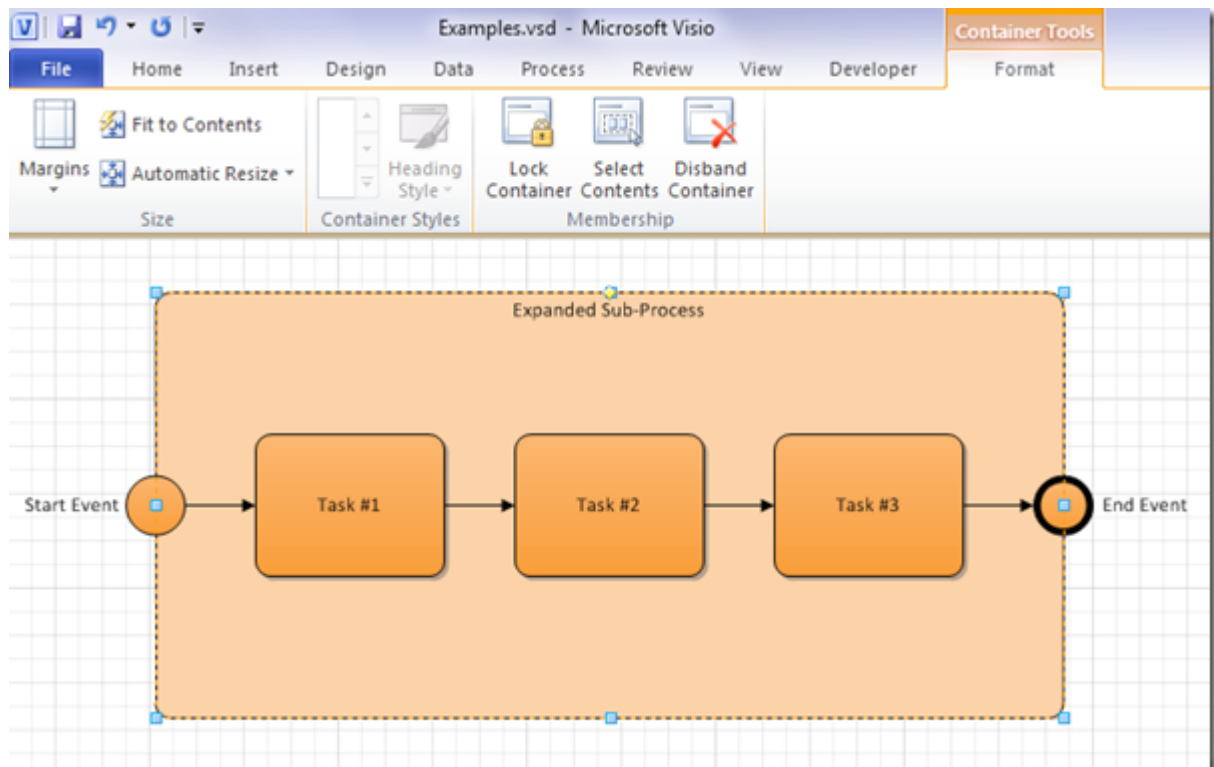 Examples.vsd - Microsoft Visio
Container Tools
File Home Insert Design Data Process Review View Developer Format
Margins
Fit to Contents
Automatic Resize
Size
Heading
Style
Container Styles
Lock
Container
Select
Contents
Disband
Container
Membership
Expanded Sub-Process
Start Event
Task #1
Task #2
Task #3
End Event